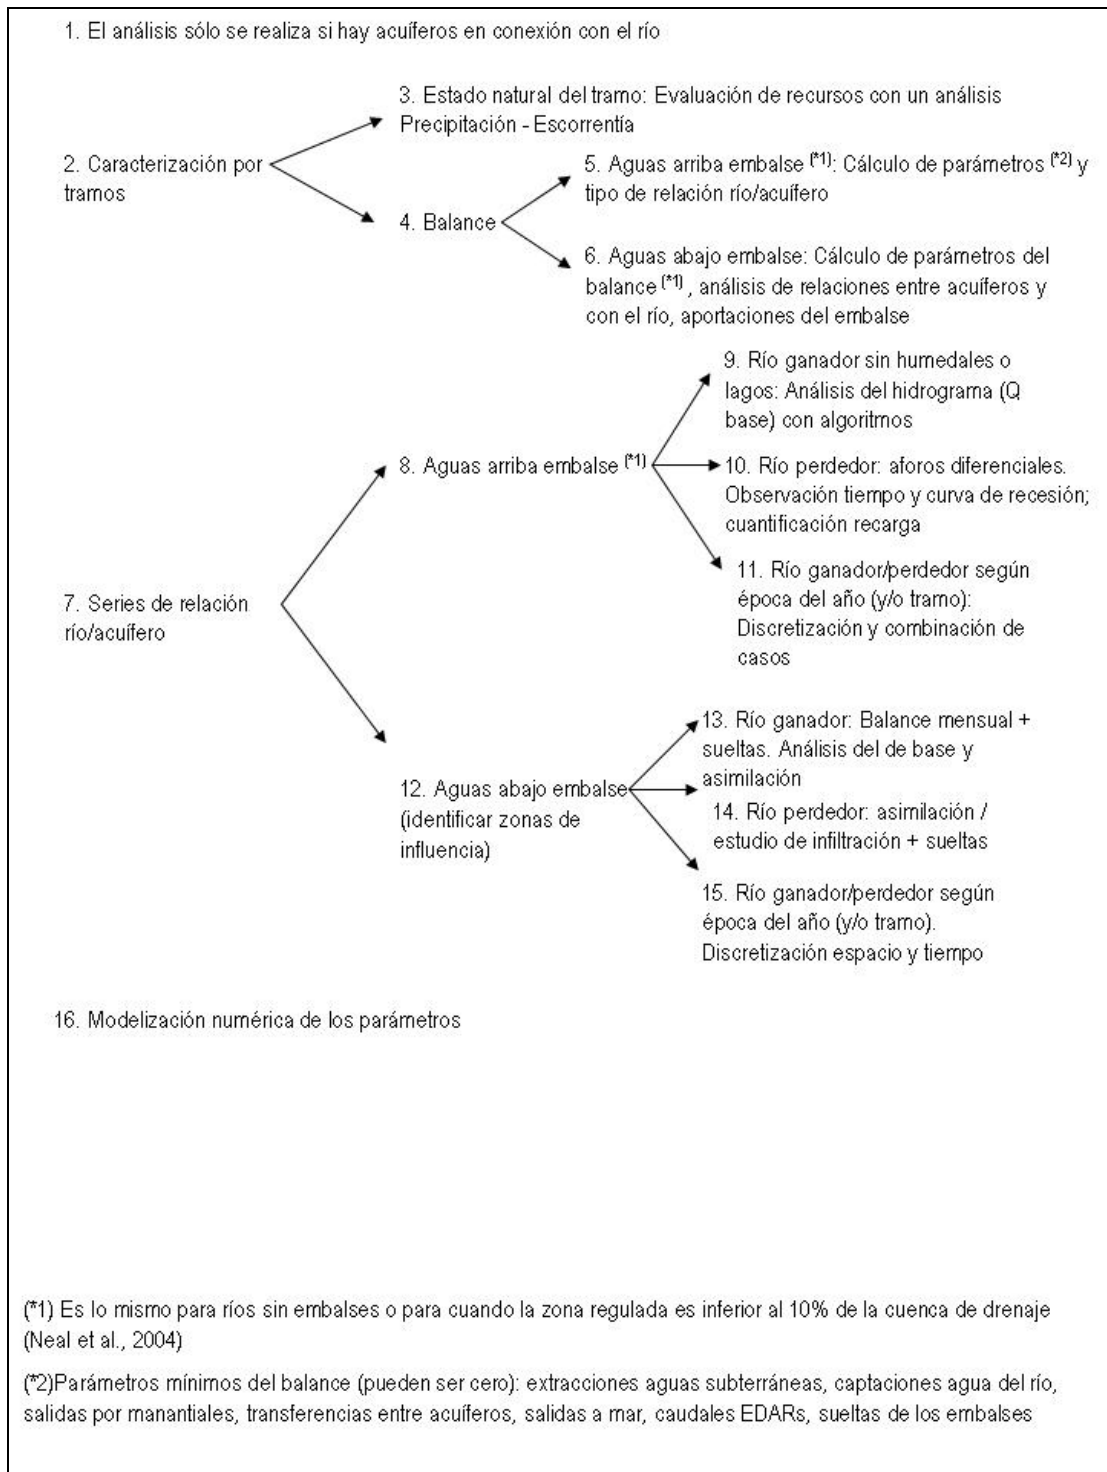 1. El análisis sólo se realiza si hay acuíferos en conexión con el río
3. Estado natural del tramo: Evaluación de recursos con un análisis
Precipitación - Escorrentía
2. Caracterización por
tramos
5. Aguas arriba embalse (*1): Cálculo de parámetros (*2) y
tipo de relación río/acuífero
4. Balance
6. Aguas abajo embalse: Cálculo de parámetros del
balance (*1) , análisis de relaciones entre acuíferos y
con el río, aportaciones del embalse
9. Río ganador sin humedales o
lagos: Análisis del hidrograma (Q
base) con algoritmos
8. Aguas arriba embalse (*1)
10. Río perdedor: aforos diferenciales.
Observación tiempo y curva de recesión;
cuantificación recarga
11. Río ganador/perdedor según
época del año (y/o tramo):
Discretización y combinación de
casos
7. Series de relación
río/acuífero
13. Río ganador: Balance mensual +
sueltas. Análisis del de base y
asimilación
12. Aguas abajo embalse
(identificar zonas de
influencia)
14. Río perdedor: asimilación /
estudio de infiltración + sueltas
15. Río ganador/perdedor según
época del año (y/o tramo).
Discretización espacio y tiempo
16. Modelización numérica de los parámetros
(*1) Es lo mismo para ríos sin embalses o para cuando la zona regulada es inferior al 10% de la cuenca de drenaje
(Neal et al., 2004)
(*2)Parámetros mínimos del balance (pueden ser cero): extracciones aguas subterráneas, captaciones agua del río,
salidas por manantiales, transferencias entre acuíferos, salidas a mar, caudales EDARs, sueltas de los embalses